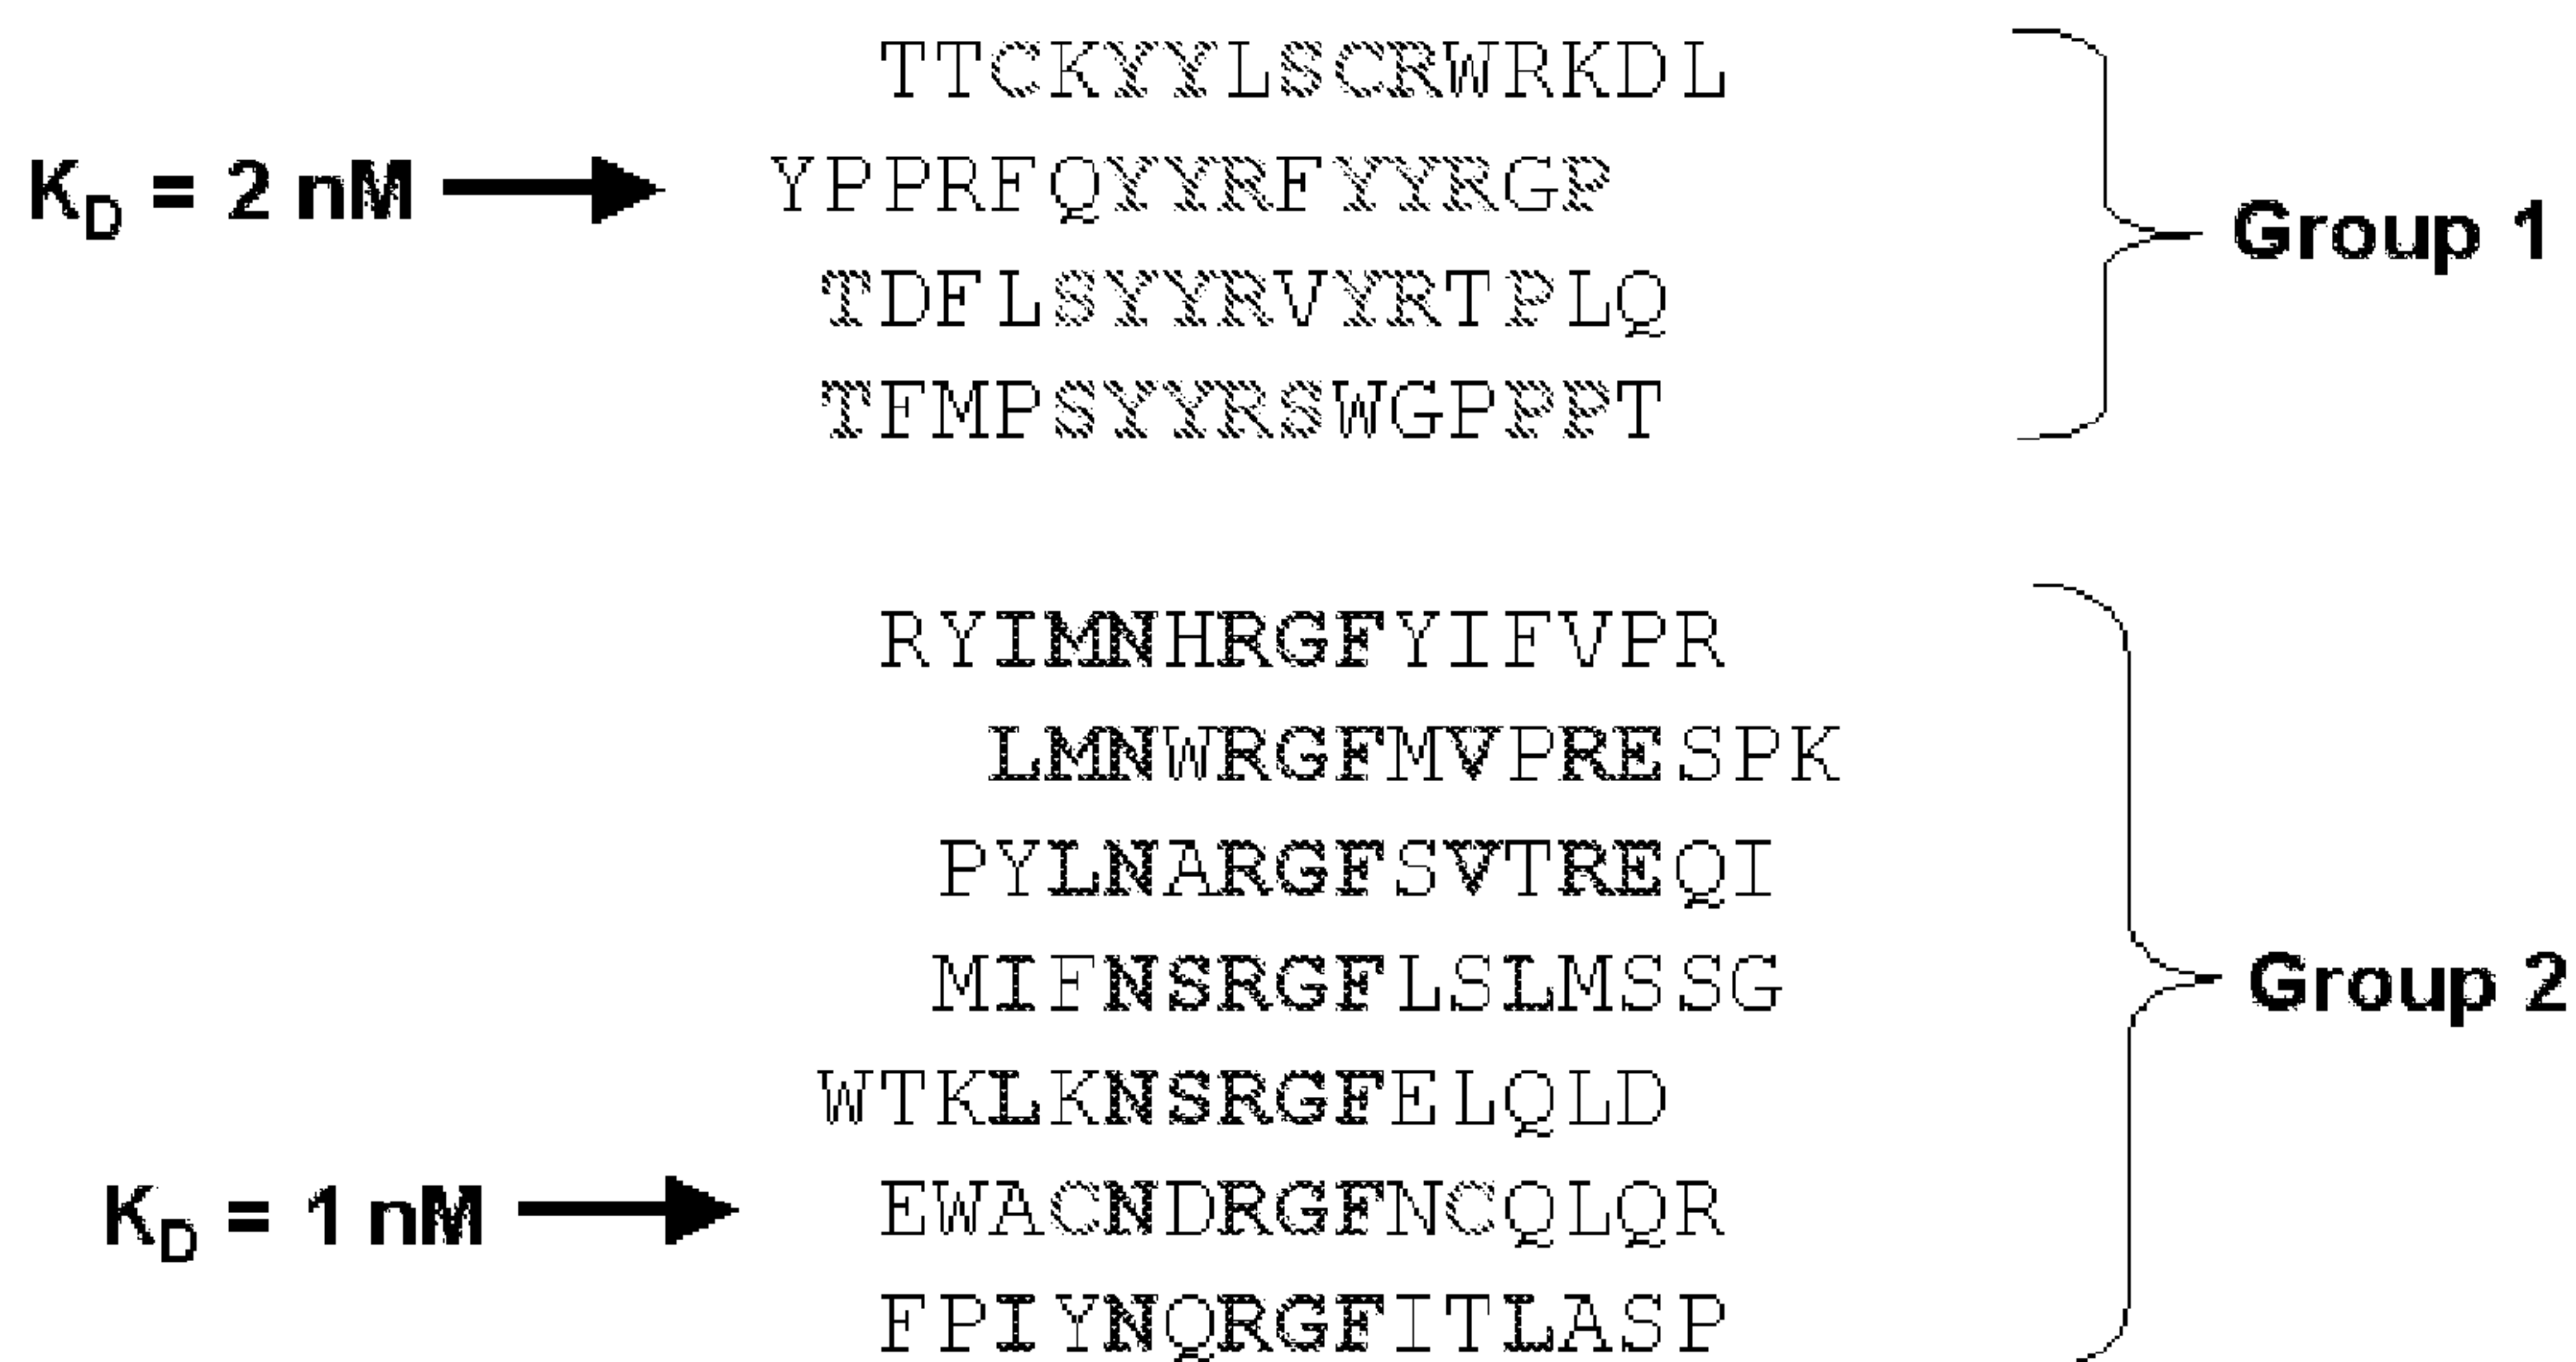 TTCKYYLSCRWRKDL
K_D = 2 nM YPPRFQYYRFYYRGP
Group 1
TDFLSYYRVYRTPLQ
TFMPSYYRSWGPPPT
RYIMNHRGFYIFVPR
LMNWRGFMVPRESPK
PYLNARGFSVTREQI
MIFNSRGFLSLMSSG
Group 2
WTKLKNSRGFELQLD
K_D = 1 nM EWACNDRGFNCQLQR
FPIYNQRGFITLASP